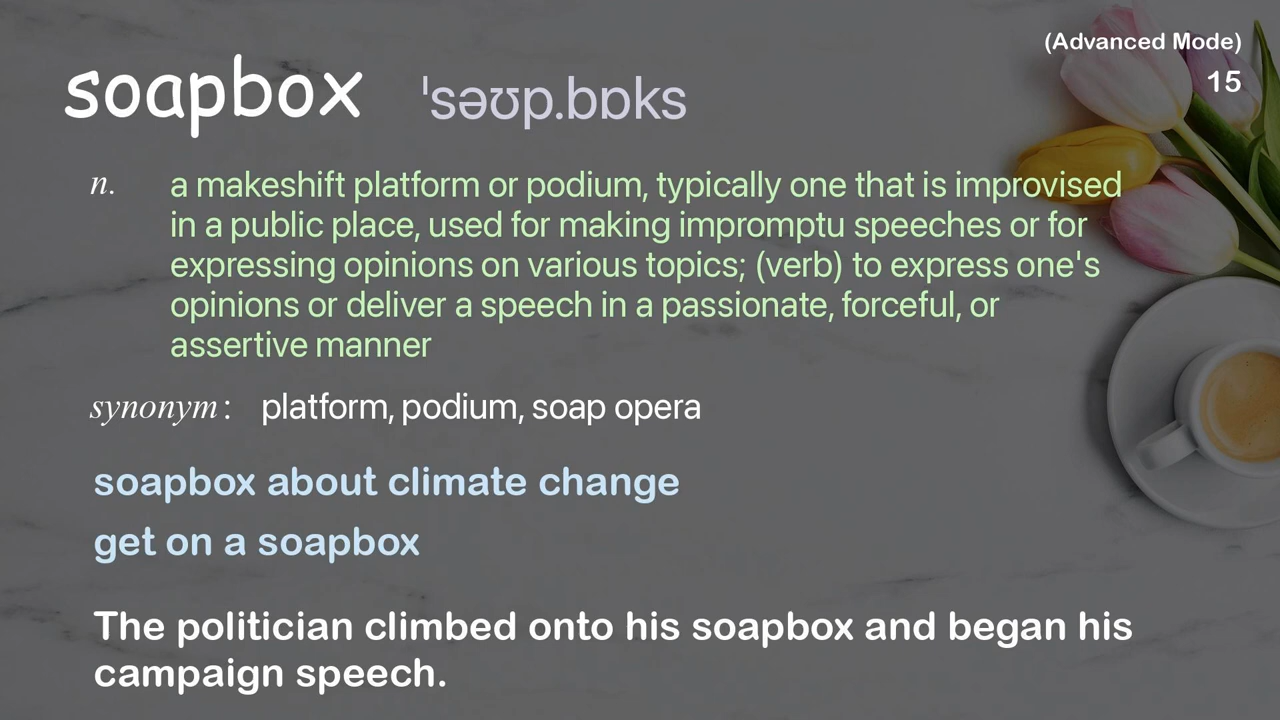 (Advanced Mode)
15
soapbox ˈsəʊp.bɒks
n. a makeshift platform or podium, typically one that is improvised
in a public place, used for making impromptu speeches or for
expressing opinions on various topics; (verb) to express one's
opinions or deliver a speech in a passionate, forceful, or
assertive manner
synonym: platform, podium, soap opera
soapbox about climate change
get on a soapbox
The politician climbed onto his soapbox and began his
campaign speech.